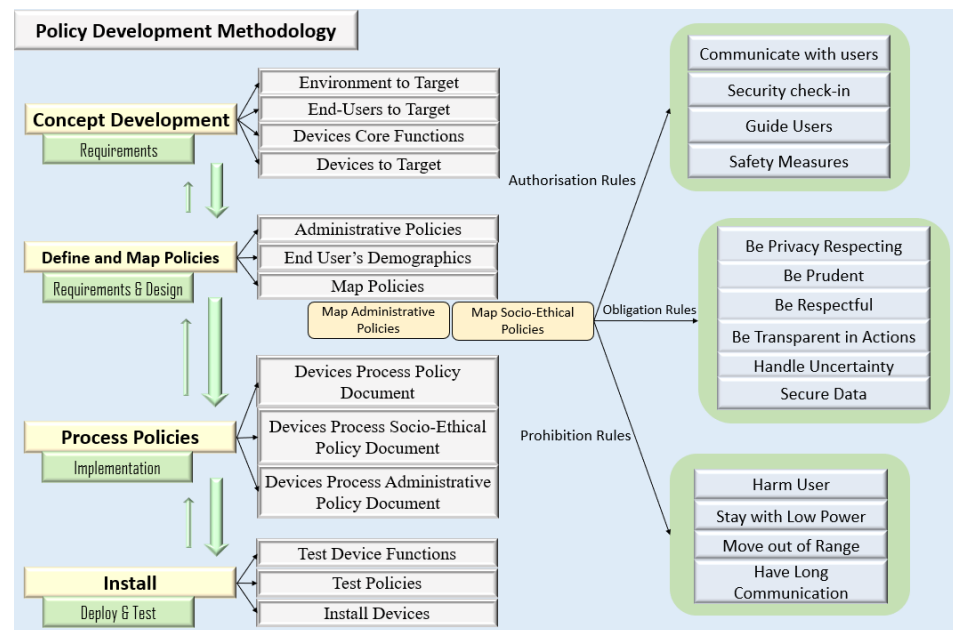 Policy Development Methodology
Concept Development
Requirements
Environment to Target
End-Users to Target
Devices Core Functions
Devices to Target
Define and Map Policies
Requirements & Design
Administrative Policies
End User's Demographics
Map Policies
Map Administrative
Policies
Map Socio-Ethical
Policies
Process Policies
Implementation
Devices Process Policy
Document
Devices Process Socio-Ethical
Policy Document
Devices Process Administrative
Policy Document
Install
Deploy & Test
Test Device Functions
Test Policies
Install Devices
Authorisation Rules
Communicate with users
Security check-in
Guide Users
Safety Measures
Obligation Rules
Be Privacy Respecting
Be Prudent
Be Respectful
Be Transparent in Actions
Handle Uncertainty
Secure Data
Prohibition Rules
Harm User
Stay with Low Power
Move out of Range
Have Long
Communication